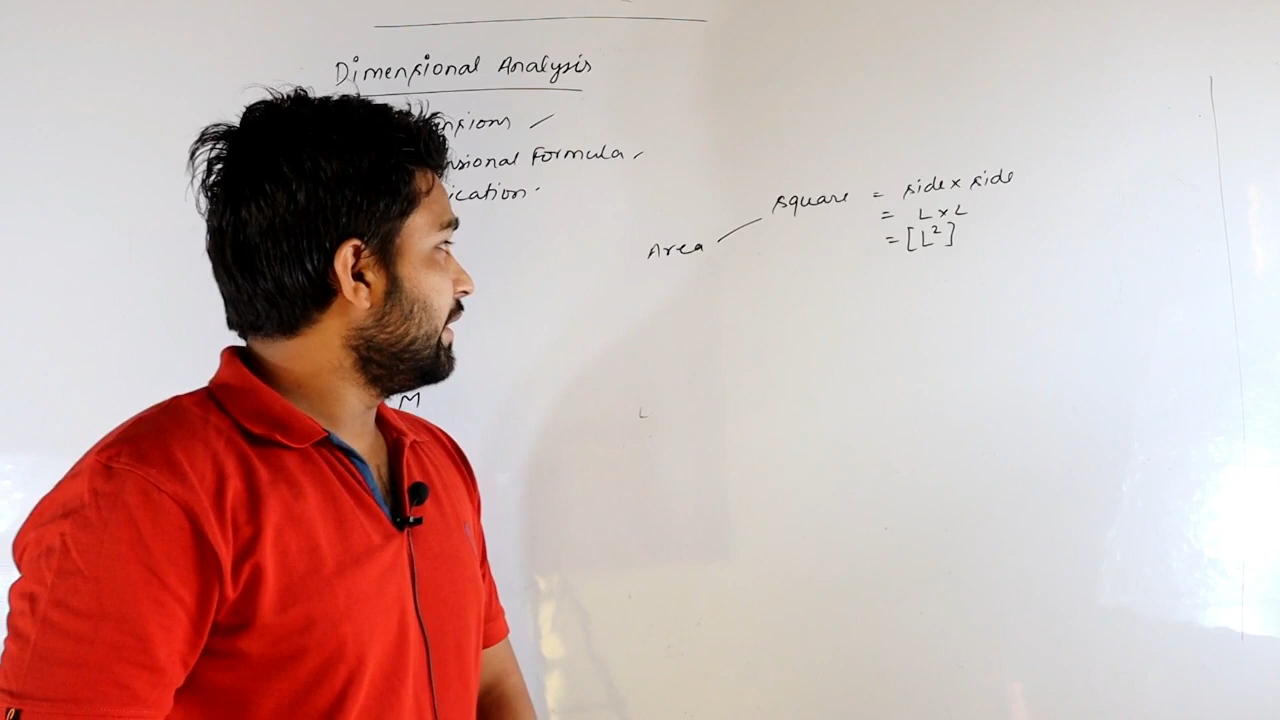 Dimensional Analysis
nsions
nsional Formula
ication
Area
square = side × side
= L × L
= [L²]
M
L